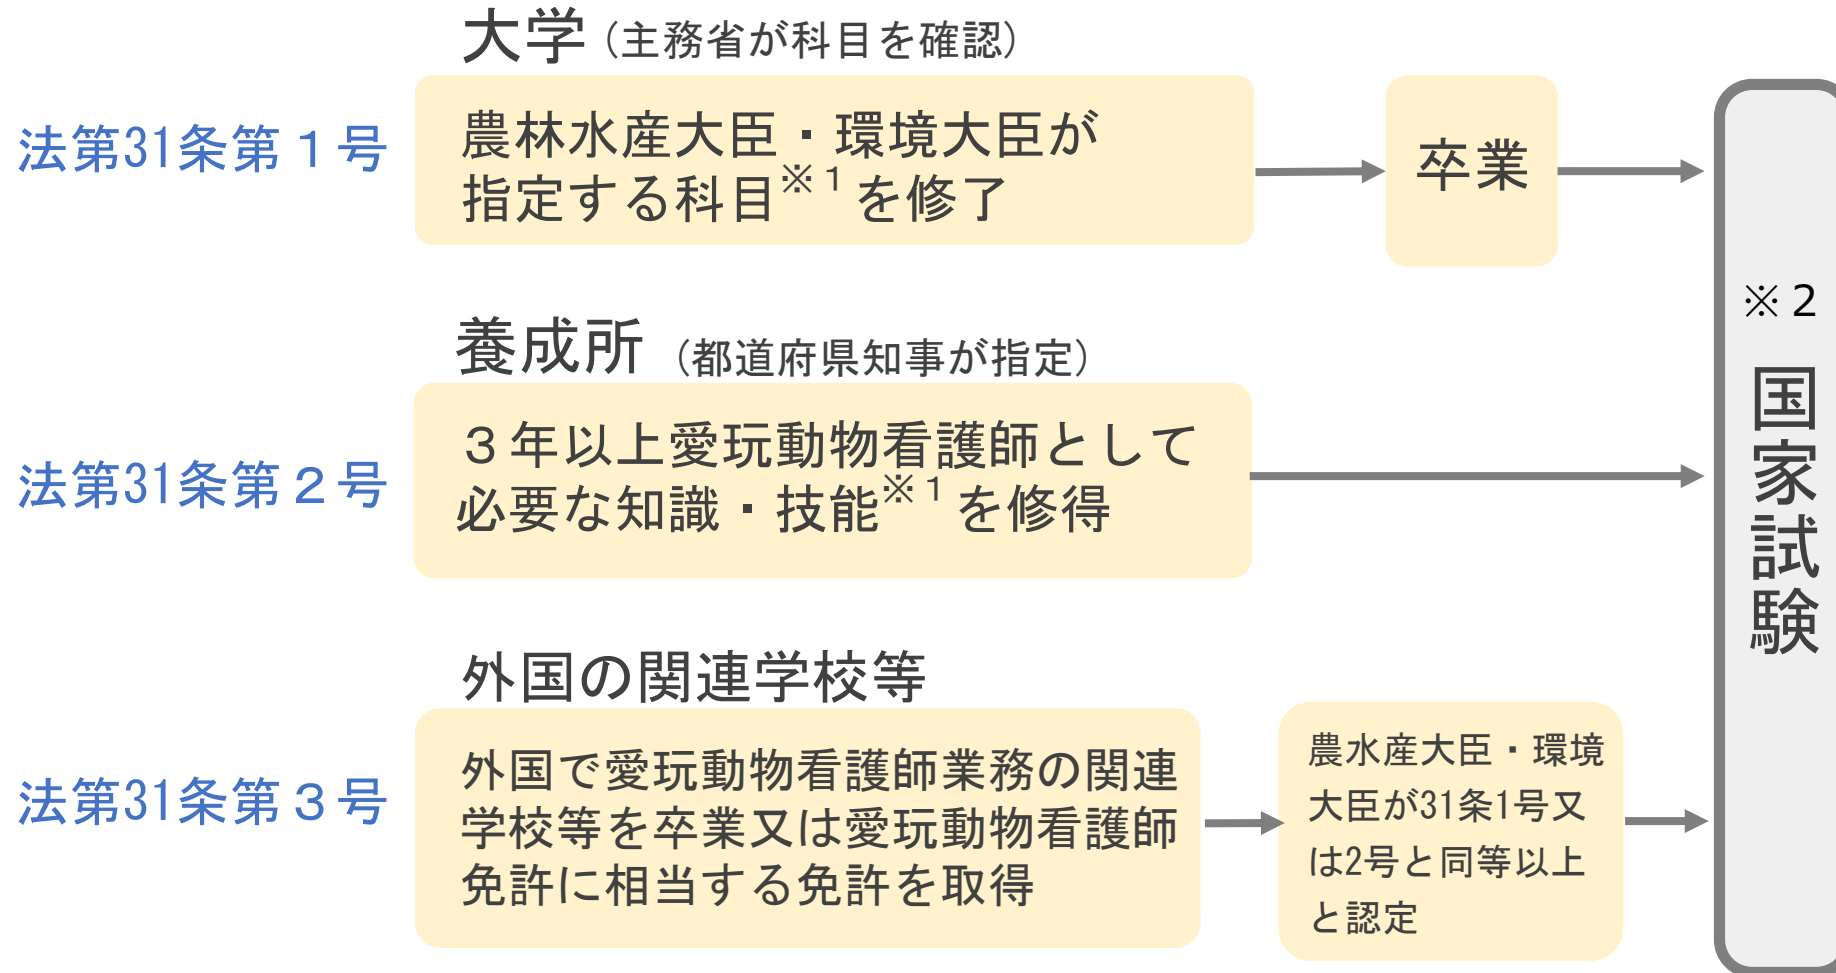 大学（主務省が科目を確認）
法第31条第１号
農林水産大臣・環境大臣が
指定する科目※１を修了
卒業
養成所（都道府県知事が指定）
法第31条第２号
３年以上愛玩動物看護師として
必要な知識・技能※１を修得
外国の関連学校等
法第31条第３号
外国で愛玩動物看護師業務の関連
学校等を卒業又は愛玩動物看護師
免許に相当する免許を取得
農水産大臣・環境
大臣が31条1号又
は2号と同等以上
と認定
※２
国家試験